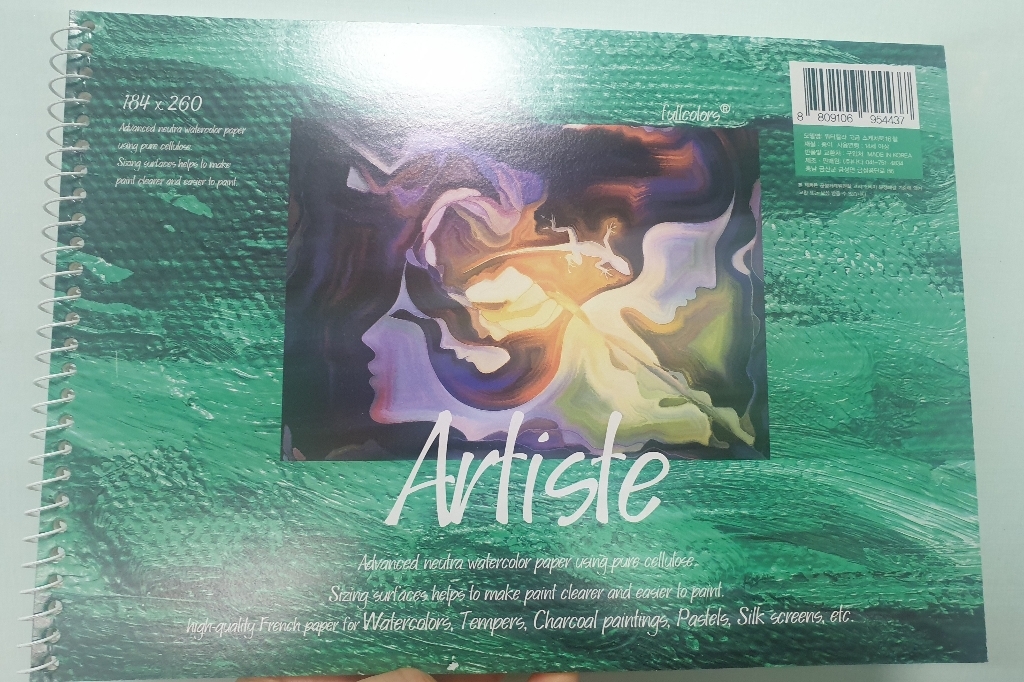 184 x 260
Advanced neutra watercolor paper
using pure cellulose.
Sizing surfaces helps to make
paint clearer and easier to paint.
fullcolors®
8 809106 954437
MADE IN KOREA
Artiste
Advanced neutra watercolor paper using pure cellulose.
Sizing surfaces helps to make paint clearer and easier to paint.
high-quality French paper for Watercolors, Tempers, Charcoal paintings, Pastels, Silk screens, etc.